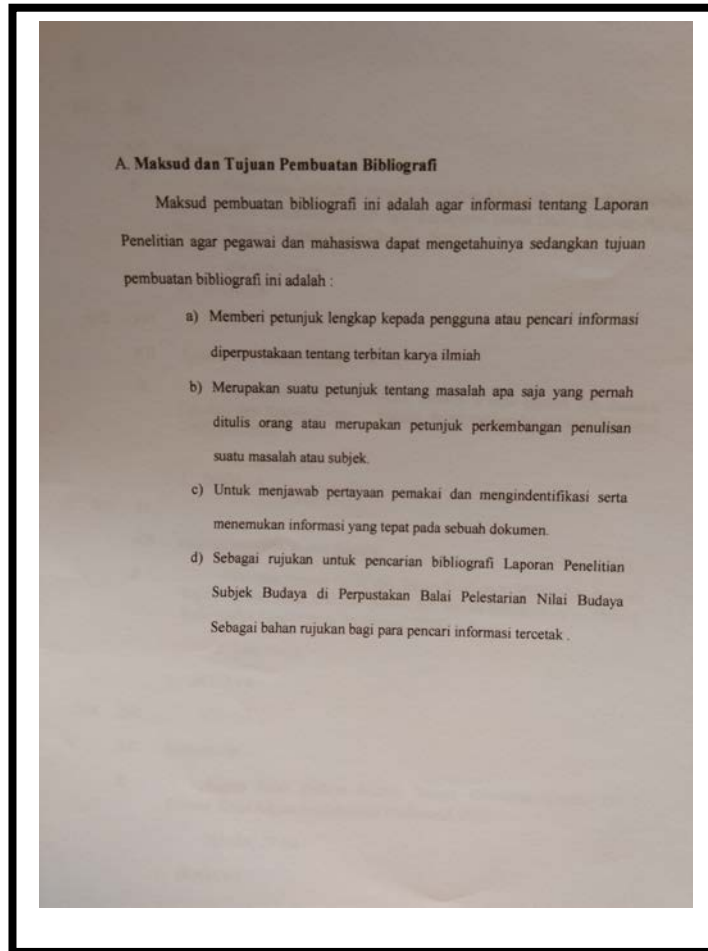 A. Maksud dan Tujuan Pembuatan Bibliografi
Maksud pembuatan bibliografi ini adalah agar informasi tentang Laporan
Penelitian agar pegawai dan mahasiswa dapat mengetahuinya sedangkan tujuan
pembuatan bibliografi ini adalah :
a) Memberi petunjuk lengkap kepada pengguna atau pencari informasi
diperpustakaan tentang terbitan karya ilmiah
b) Merupakan suatu petunjuk tentang masalah apa saja yang pernah
ditulis orang atau merupakan petunjuk perkembangan penulisan
suatu masalah atau subjek.
c) Untuk menjawab pertayaan pemakai dan mengindentifikasi serta
menemukan informasi yang tepat pada sebuah dokumen.
d) Sebagai rujukan untuk pencarian bibliografi Laporan Penelitian
Subjek Budaya di Perpustakan Balai Pelestarian Nilai Budaya
Sebagai bahan rujukan bagi para pencari informasi tercetak .